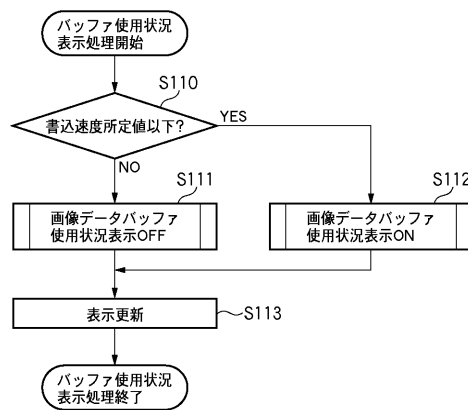 バッファ使用状況
表示処理開始
S110
書込速度所定値以下?
YES
NO
S111
画像データバッファ
使用状況表示OFF
S112
画像データバッファ
使用状況表示ON
表示更新
S113
バッファ使用状況
表示処理終了